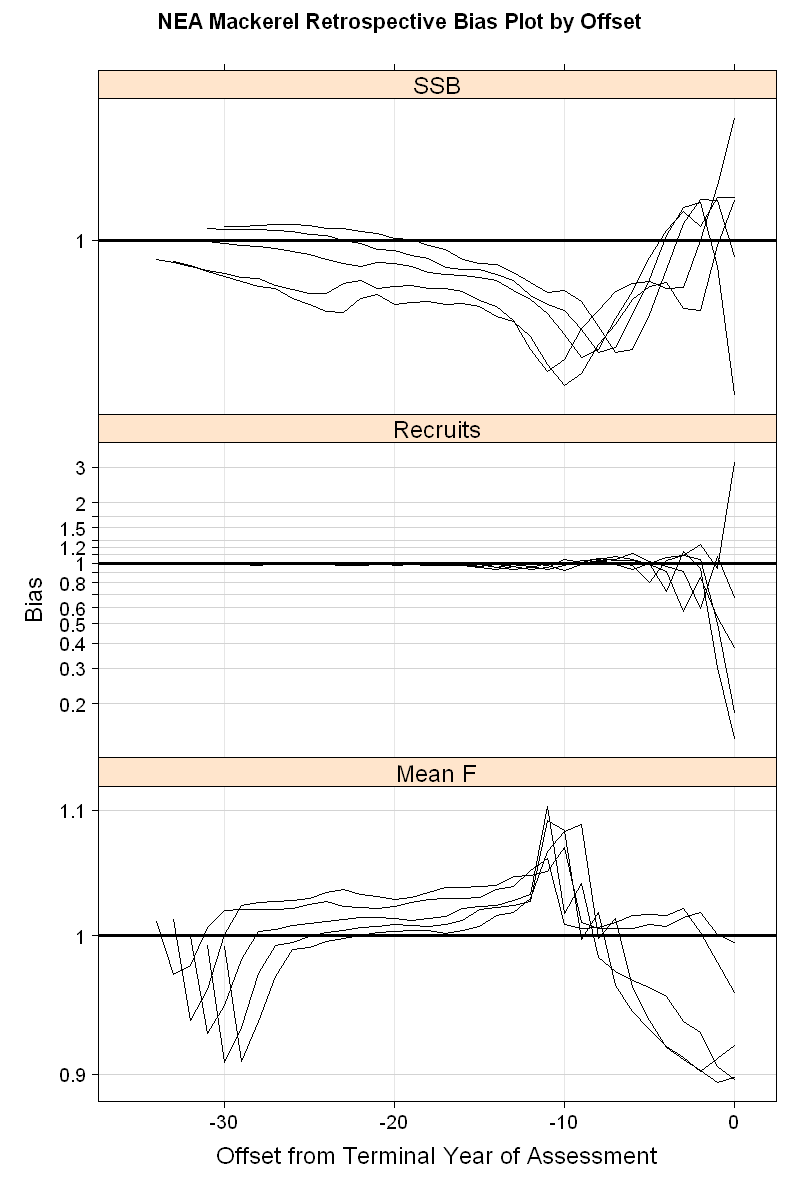 NEA Mackerel Retrospective Bias Plot by Offset
SSB
1
Recruits
3
2
1.5
1.2
1
0.8
0.6
0.5
0.4
0.3
0.2
Bias
Mean F
1.1
1
0.9
-30 -20 -10 0
Offset from Terminal Year of Assessment